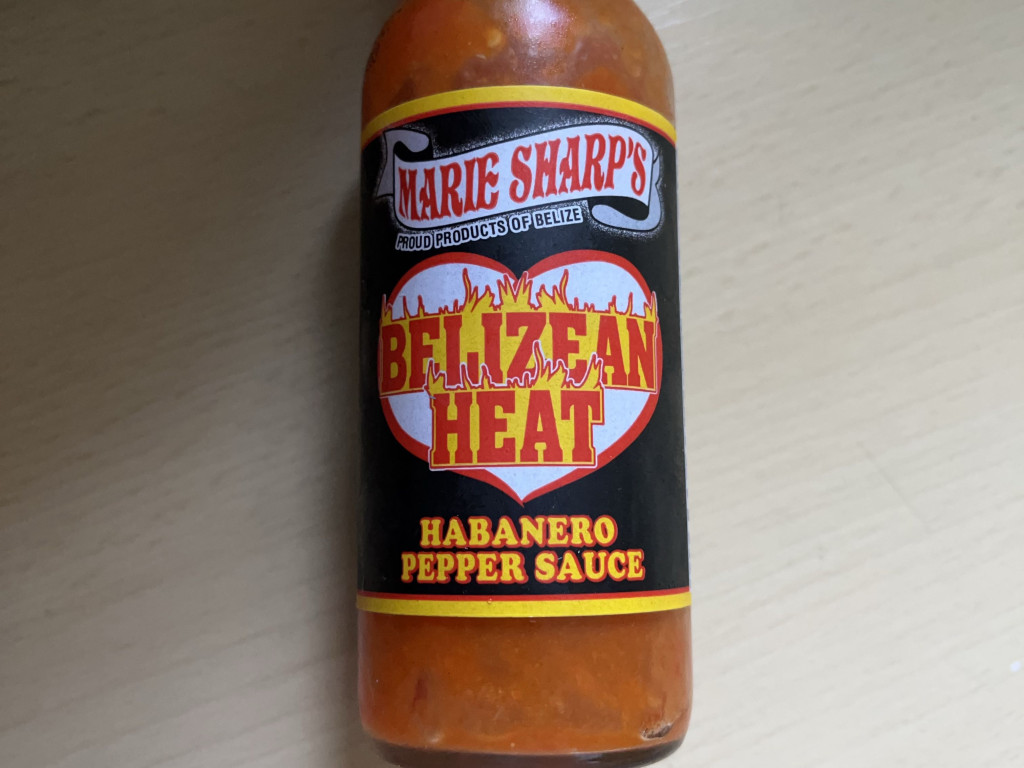 MARIE SHARP'S
PROUD PRODUCTS OF BELIZE
BELIZEAN
HEAT
HABANERO
PEPPER SAUCE